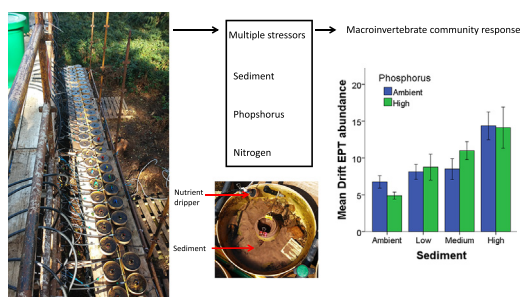 Multiple stressors
Sediment
Phopshorus
Nitrogen
Nutrient
dripper
Sediment
Macroinvertebrate community response
Phosphorus
Ambient
High
Mean Drift EPT abundance
20
15
10
5
0
Ambient
Low
Medium
High
Sediment